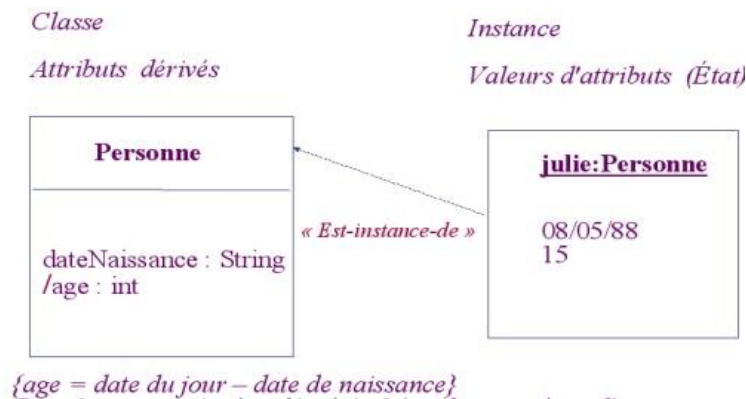 Classe
Attributs dérivés
Instance
Valeurs d'attributs (État)
Personne
dateNaissance : String
/age : int
« Est-instance-de »
julie:Personne
08/05/88
15
{age = date du jour – date de naissance}